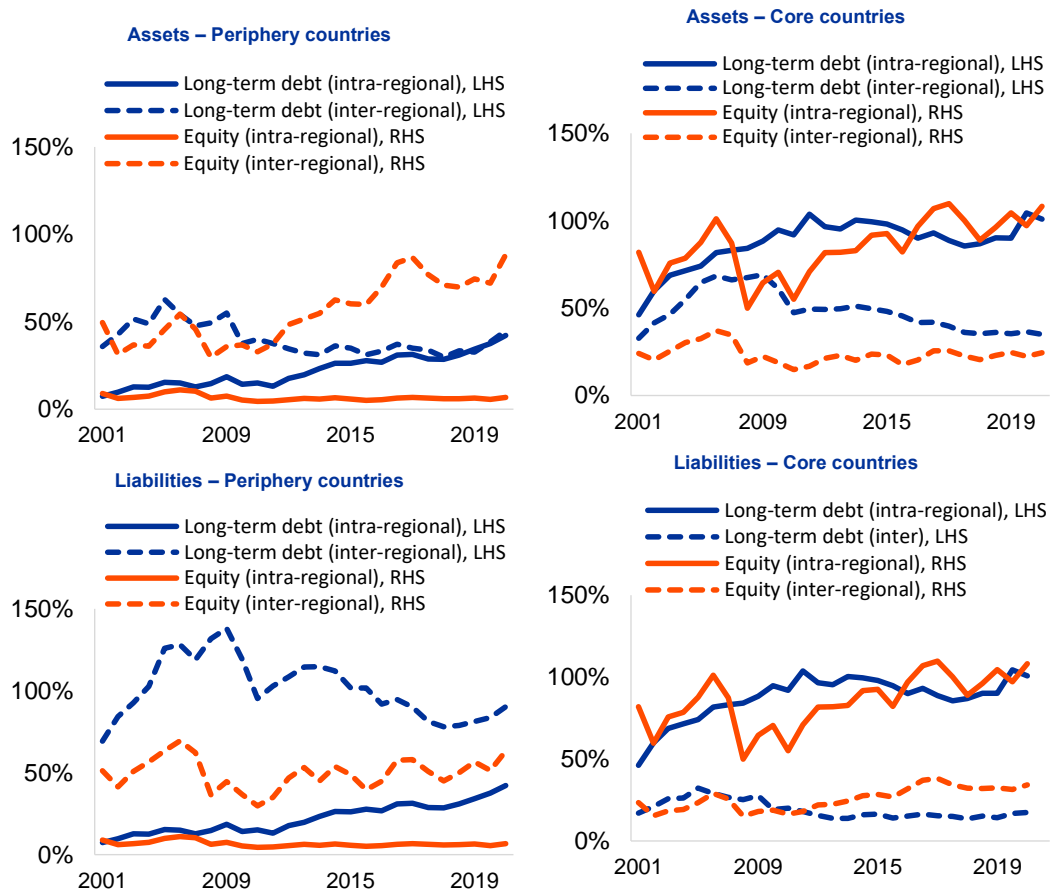 Assets – Periphery countries
Long-term debt (intra-regional), LHS
Long-term debt (inter-regional), LHS
Equity (intra-regional), RHS
Equity (inter-regional), RHS
150%
100%
50%
0%
2001 2009 2015 2019
Assets – Core countries
Long-term debt (intra-regional), LHS
Long-term debt (inter-regional), LHS
Equity (intra-regional), RHS
Equity (inter-regional), RHS
150%
100%
50%
0%
2001 2009 2015 2019
Liabilities – Periphery countries
Long-term debt (intra-regional), LHS
Long-term debt (inter-regional), LHS
Equity (intra-regional), RHS
Equity (inter-regional), RHS
150%
100%
50%
0%
2001 2009 2015 2019
Liabilities – Core countries
Long-term debt (intra-regional), LHS
Long-term debt (inter), LHS
Equity (intra-regional), RHS
Equity (inter-regional), RHS
150%
100%
50%
0%
2001 2009 2015 2019